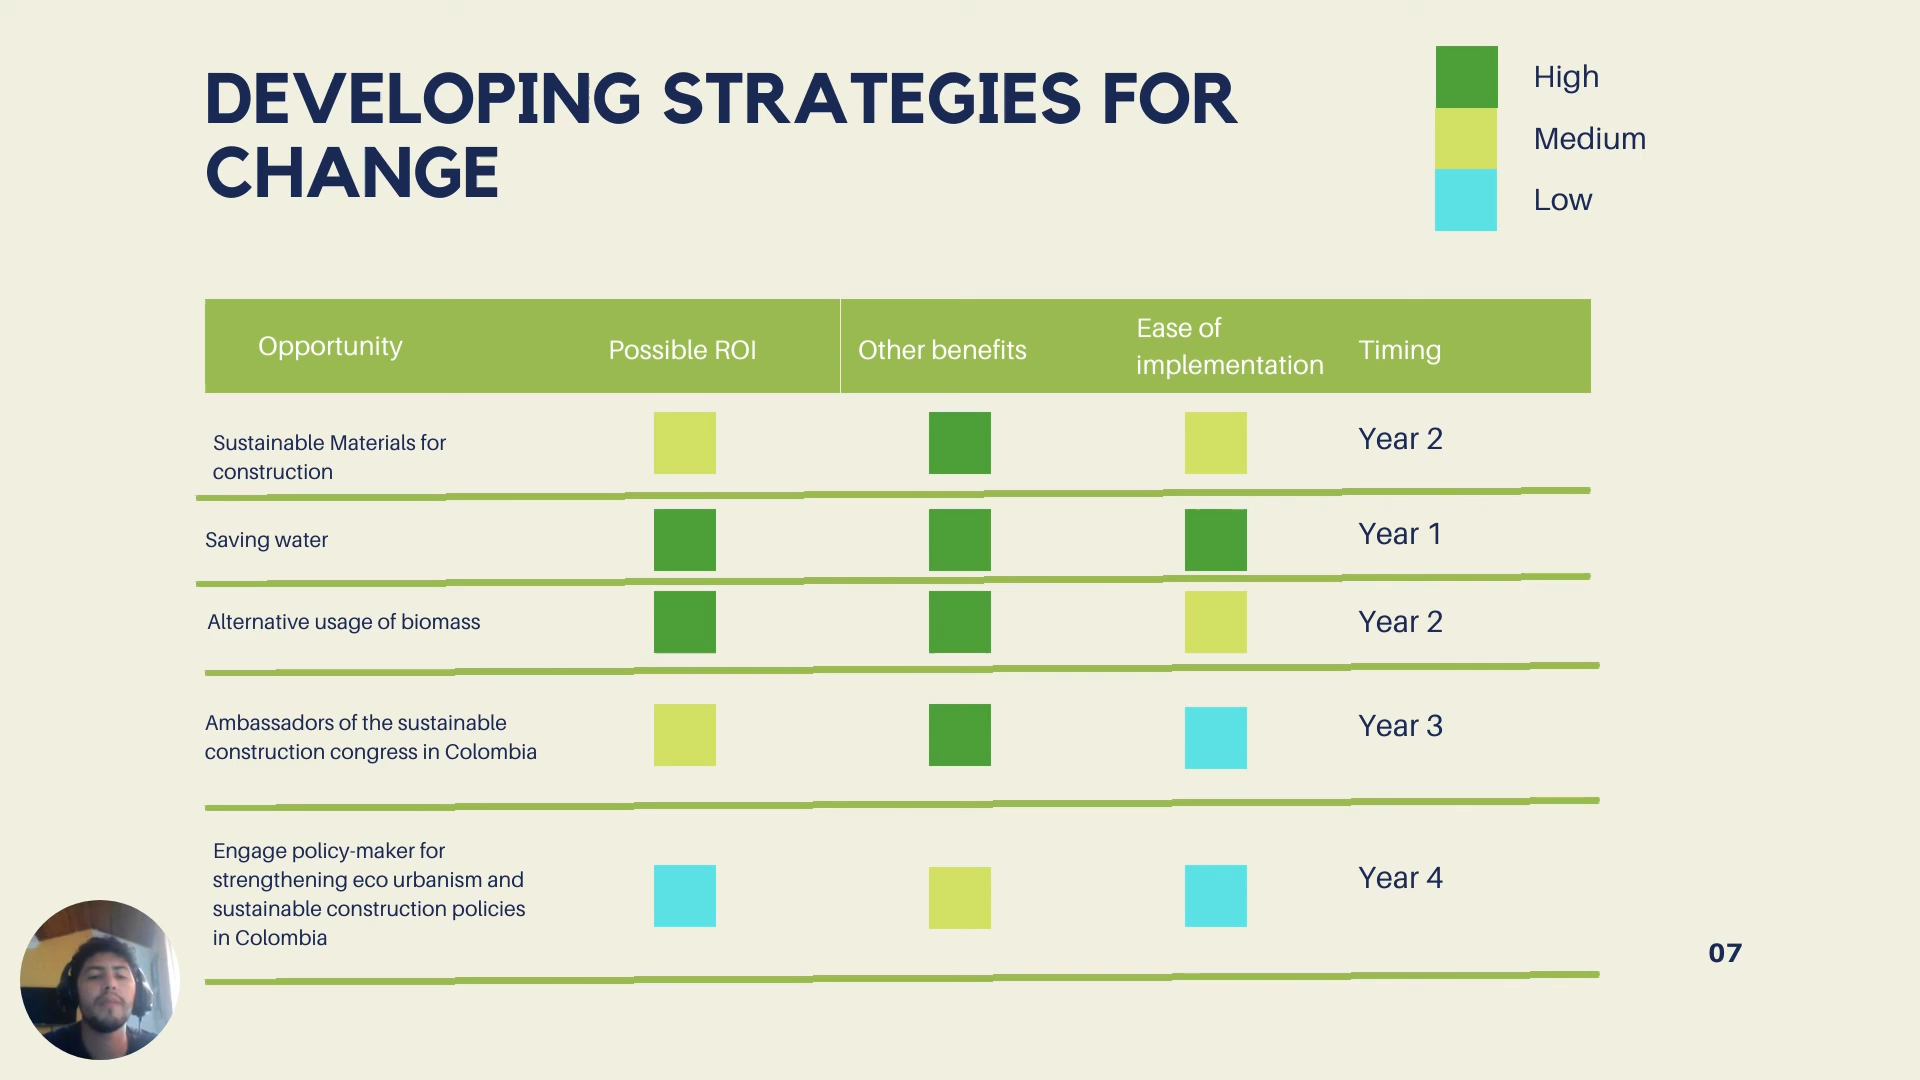 DEVELOPING STRATEGIES FOR
CHANGE
High
Medium
Low
Opportunity
Possible ROI
Other benefits
Ease of
implementation
Timing
Sustainable Materials for
construction
Year 2
Saving water
Year 1
Alternative usage of biomass
Year 2
Ambassadors of the sustainable
construction congress in Colombia
Year 3
Engage policy-maker for
strengthening eco urbanism and
sustainable construction policies
in Colombia
Year 4
07